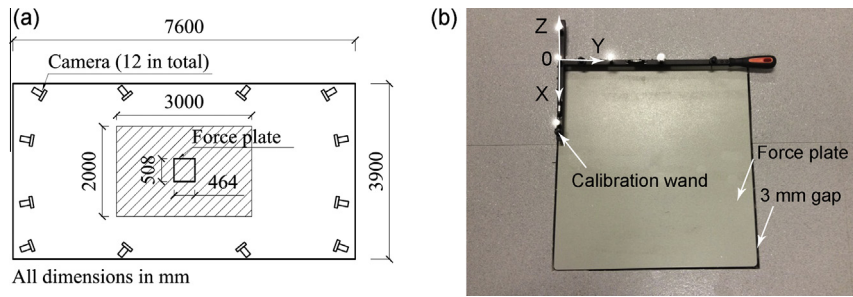 (a)
7600
Camera (12 in total)
3000
Force plate
2000
508
464
3900
All dimensions in mm
(b)
Z
0
Y
X
Calibration wand
Force plate
3 mm gap